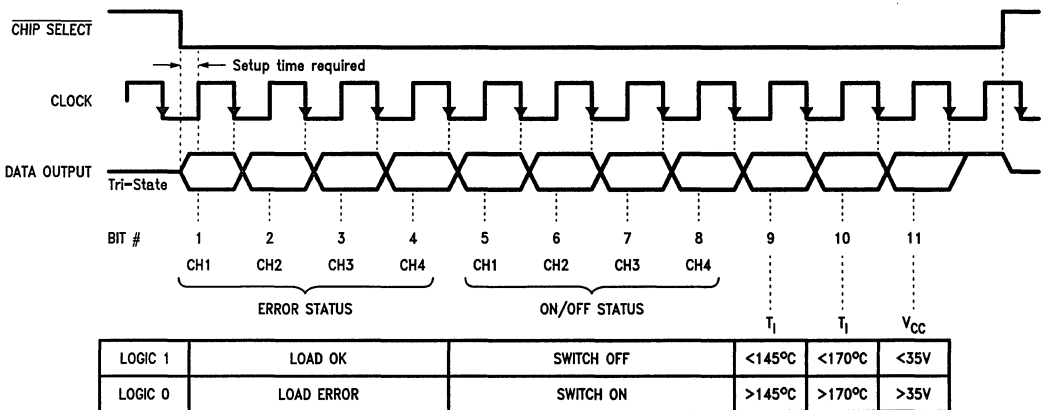 CHIP SELECT
Setup time required
CLOCK
DATA OUTPUT
Tri-State
BIT # 1 2 3 4 5 6 7 8 9 10 11
CH1 CH2 CH3 CH4 CH1 CH2 CH3 CH4
ERROR STATUS ON/OFF STATUS
TI TI VCC
LOGIC 1 LOAD OK SWITCH OFF <145°C <170°C <35V
LOGIC 0 LOAD ERROR SWITCH ON >145°C >170°C >35V